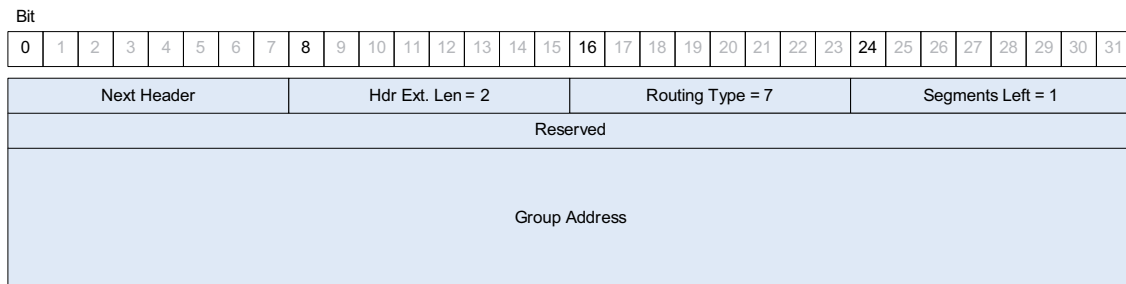 Bit
0 1 2 3 4 5 6 7 8 9 10 11 12 13 14 15 16 17 18 19 20 21 22 23 24 25 26 27 28 29 30 31
Next Header Hdr Ext. Len = 2 Routing Type = 7 Segments Left = 1
Reserved
Group Address